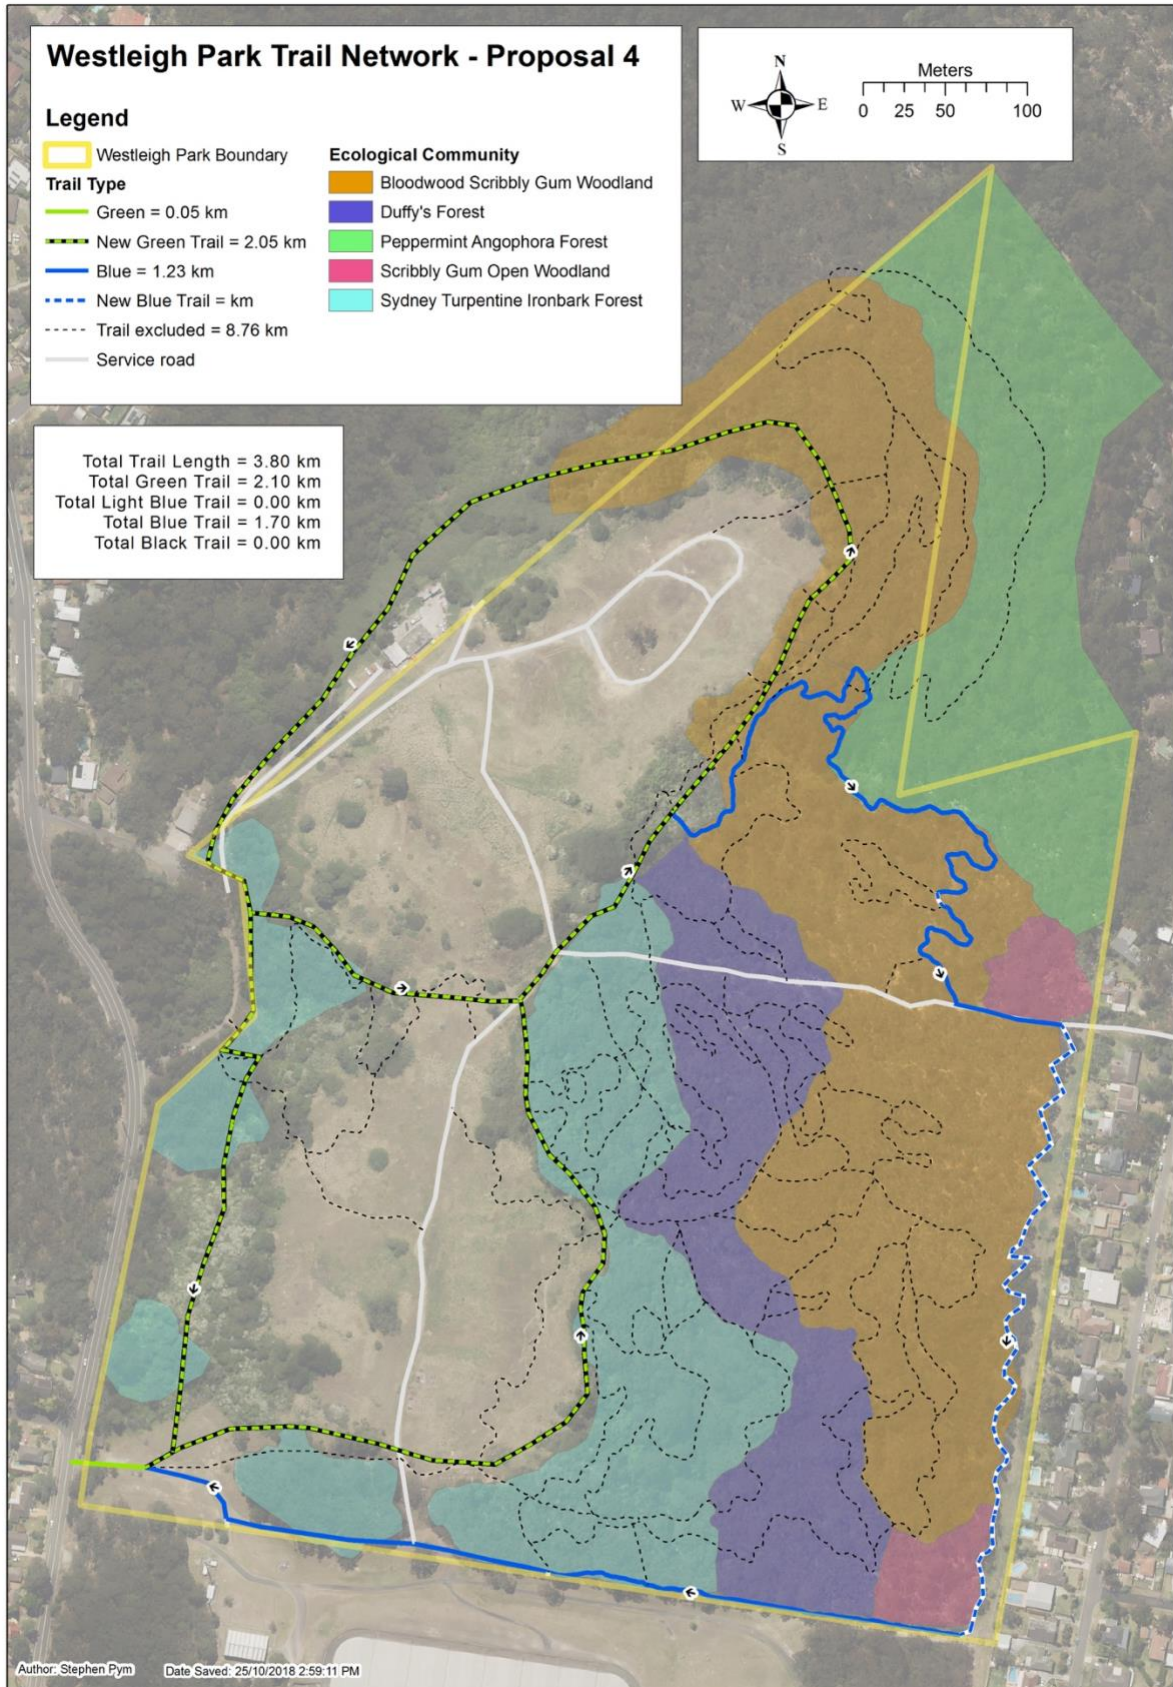 Westleigh Park Trail Network - Proposal 4
Legend
Westleigh Park Boundary
Trail Type
Green = 0.05 km
New Green Trail = 2.05 km
Blue = 1.23 km
New Blue Trail = km
Trail excluded = 8.76 km
Service road
Ecological Community
Bloodwood Scribbly Gum Woodland
Duffy's Forest
Peppermint Angophora Forest
Scribbly Gum Open Woodland
Sydney Turpentine Ironbark Forest
N
W E
S
Meters
0 25 50 100
Total Trail Length = 3.80 km
Total Green Trail = 2.10 km
Total Light Blue Trail = 0.00 km
Total Blue Trail = 1.70 km
Total Black Trail = 0.00 km
Author: Stephen Pym Date Saved: 25/10/2018 2:59:11 PM